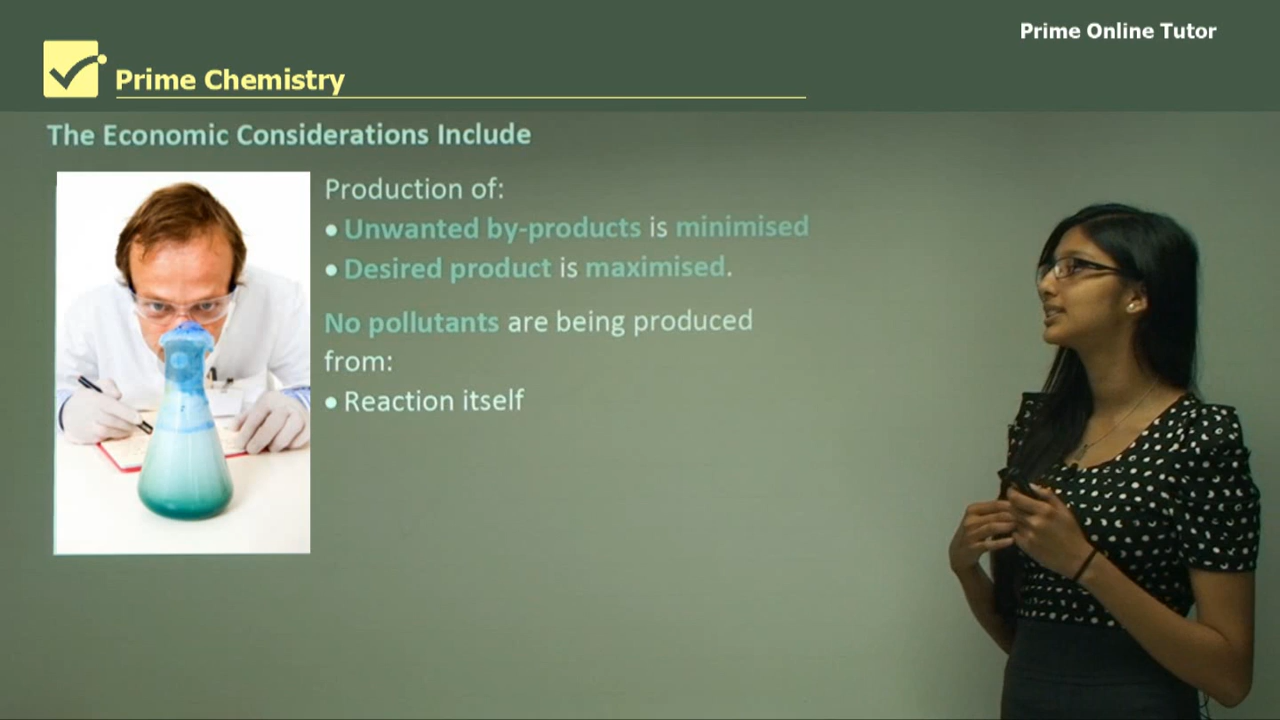 Prime Online Tutor
Prime Chemistry
The Economic Considerations Include
Production of:
• Unwanted by-products is minimised
• Desired product is maximised.
No pollutants are being produced
from:
• Reaction itself